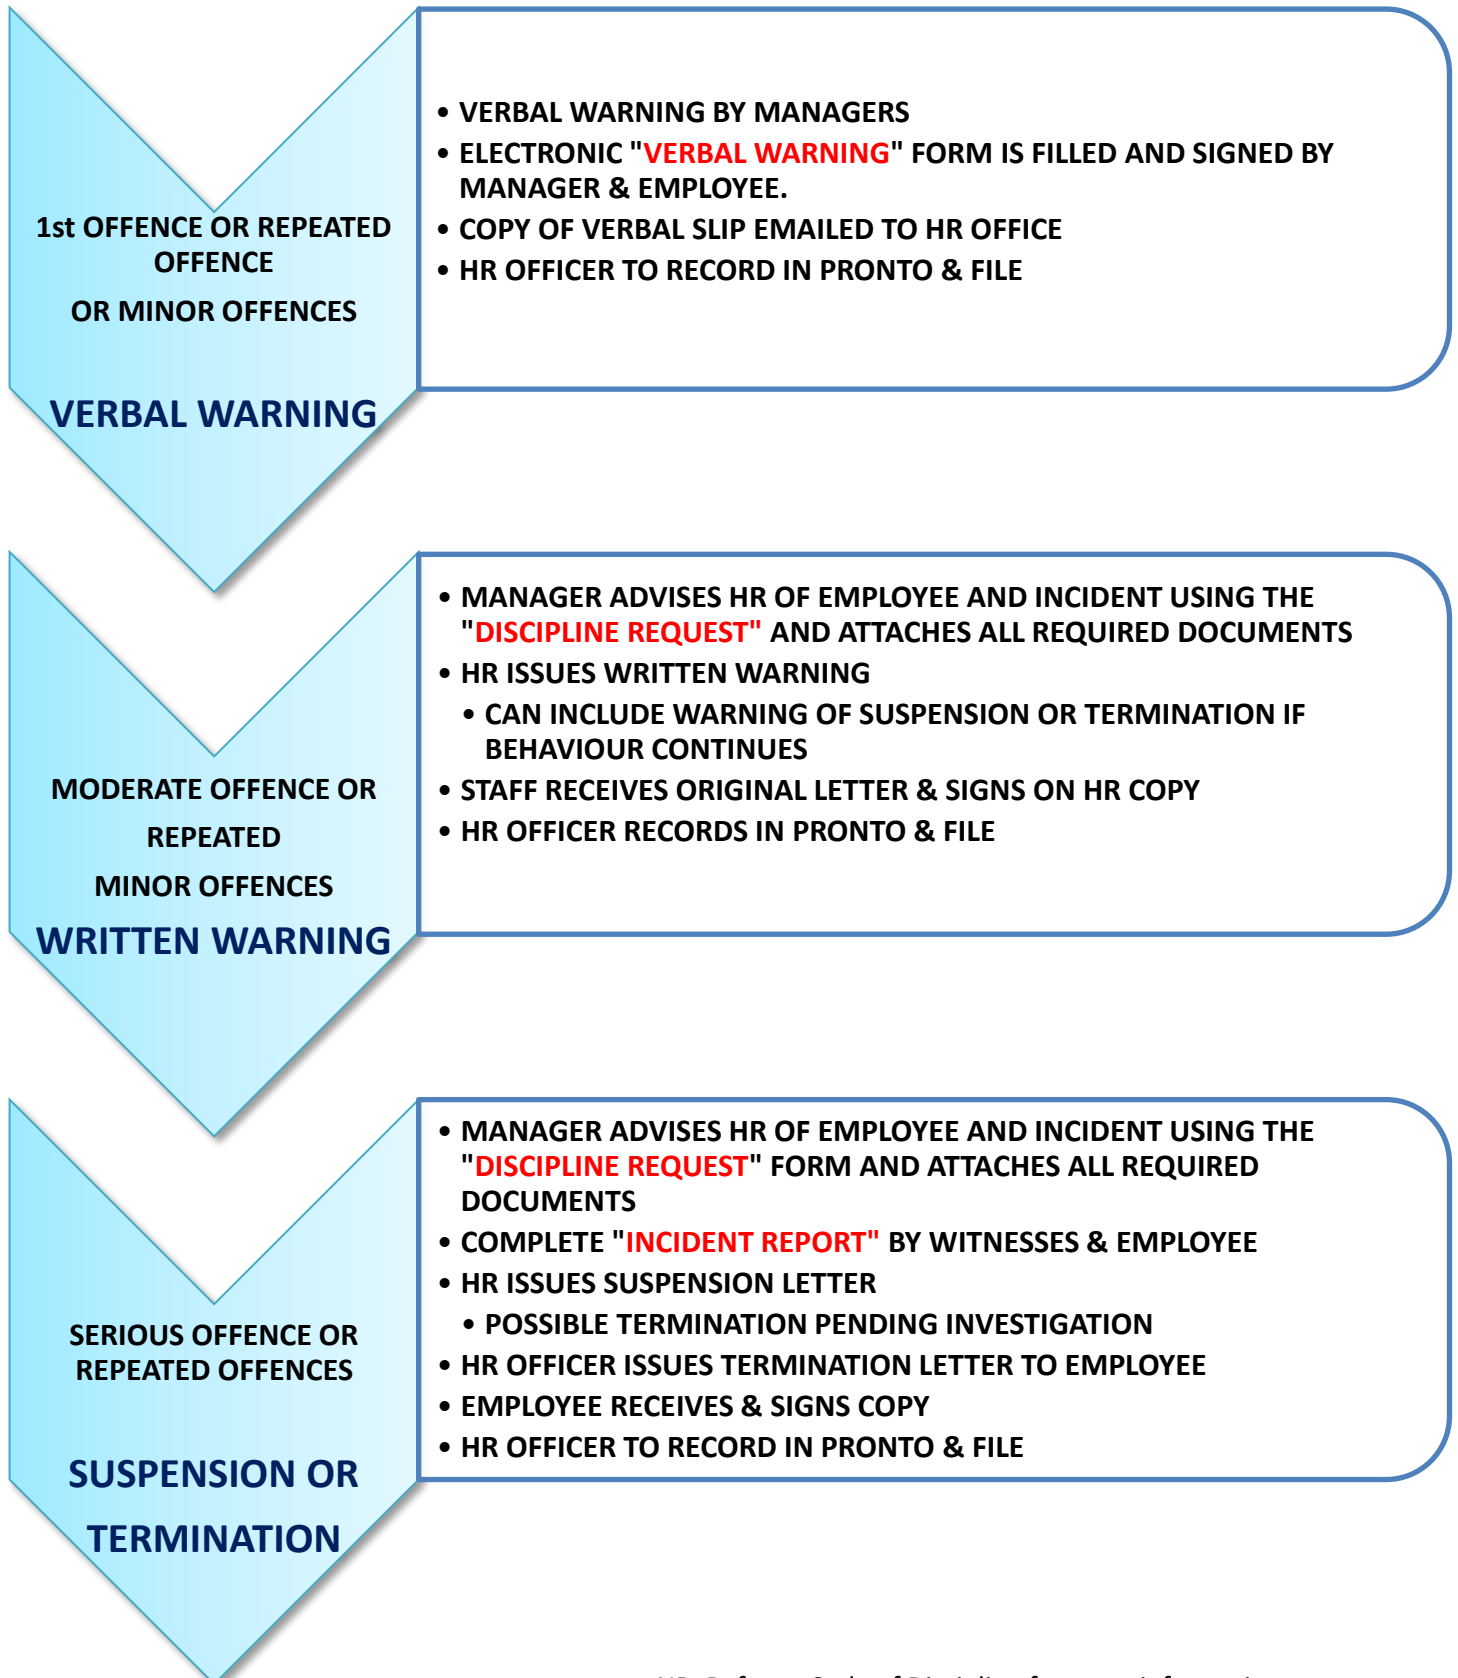 1st OFFENCE OR REPEATED
OFFENCE
OR MINOR OFFENCES
VERBAL WARNING
• VERBAL WARNING BY MANAGERS
• ELECTRONIC "VERBAL WARNING" FORM IS FILLED AND SIGNED BY
MANAGER & EMPLOYEE.
• COPY OF VERBAL SLIP EMAILED TO HR OFFICE
• HR OFFICER TO RECORD IN PRONTO & FILE
MODERATE OFFENCE OR
REPEATED
MINOR OFFENCES
WRITTEN WARNING
• MANAGER ADVISES HR OF EMPLOYEE AND INCIDENT USING THE
"DISCIPLINE REQUEST" AND ATTACHES ALL REQUIRED DOCUMENTS
• HR ISSUES WRITTEN WARNING
• CAN INCLUDE WARNING OF SUSPENSION OR TERMINATION IF
BEHAVIOUR CONTINUES
• STAFF RECEIVES ORIGINAL LETTER & SIGNS ON HR COPY
• HR OFFICER RECORDS IN PRONTO & FILE
SERIOUS OFFENCE OR
REPEATED OFFENCES
SUSPENSION OR
TERMINATION
• MANAGER ADVISES HR OF EMPLOYEE AND INCIDENT USING THE
"DISCIPLINE REQUEST" FORM AND ATTACHES ALL REQUIRED
DOCUMENTS
• COMPLETE "INCIDENT REPORT" BY WITNESSES & EMPLOYEE
• HR ISSUES SUSPENSION LETTER
• POSSIBLE TERMINATION PENDING INVESTIGATION
• HR OFFICER ISSUES TERMINATION LETTER TO EMPLOYEE
• EMPLOYEE RECEIVES & SIGNS COPY
• HR OFFICER TO RECORD IN PRONTO & FILE